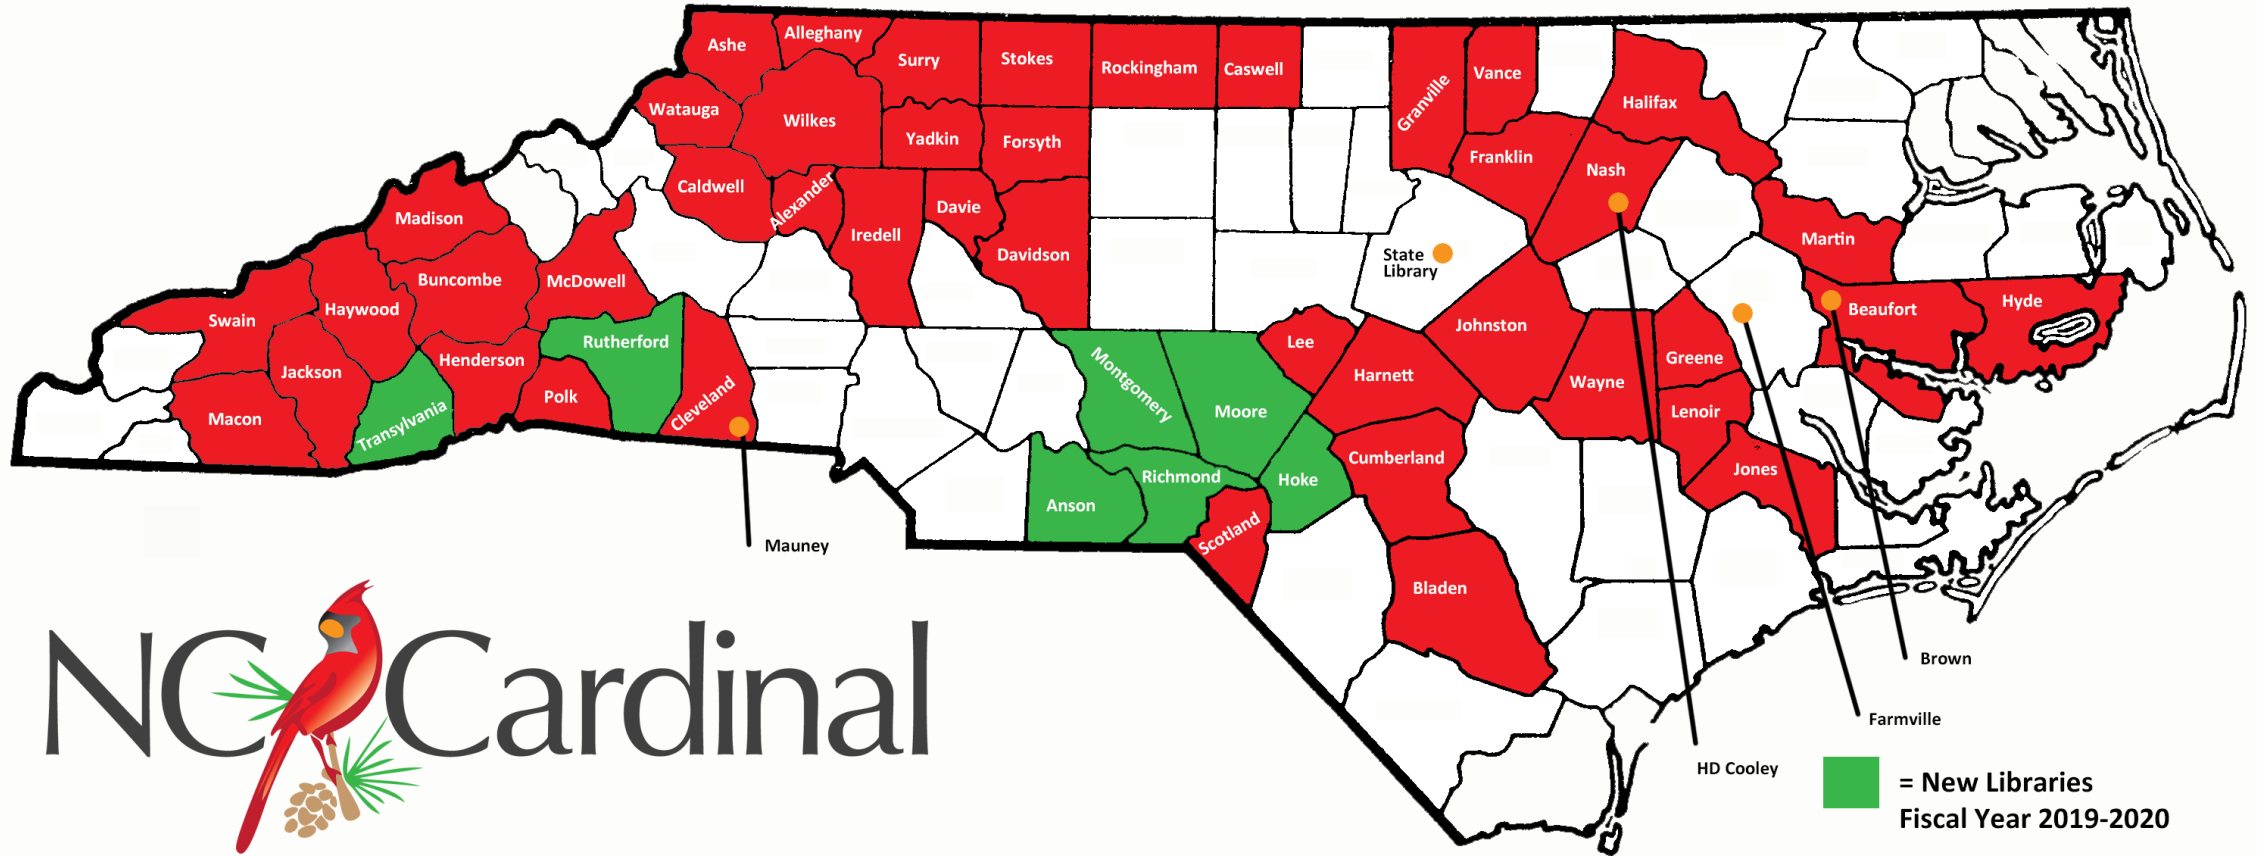 Ashe
Alleghany
Surry
Stokes
Rockingham
Caswell
Granville
Vance
Halifax
Watauga
Wilkes
Yadkin
Forsyth
Franklin
Nash
Caldwell
Alexander
Iredell
Davie
Davidson
Madison
Buncombe
McDowell
Martin
State
Library
Swain
Haywood
Rutherford
Montgomery
Moore
Lee
Harnett
Johnston
Wayne
Greene
Beaufort
Hyde
Jackson
Henderson
Polk
Cleveland
Lenoir
Macon
Transylvania
Anson
Richmond
Hoke
Cumberland
Jones
Scotland
Bladen
Mauney
Brown
Farmville
HD Cooley
NC Cardinal
= New Libraries
Fiscal Year 2019-2020